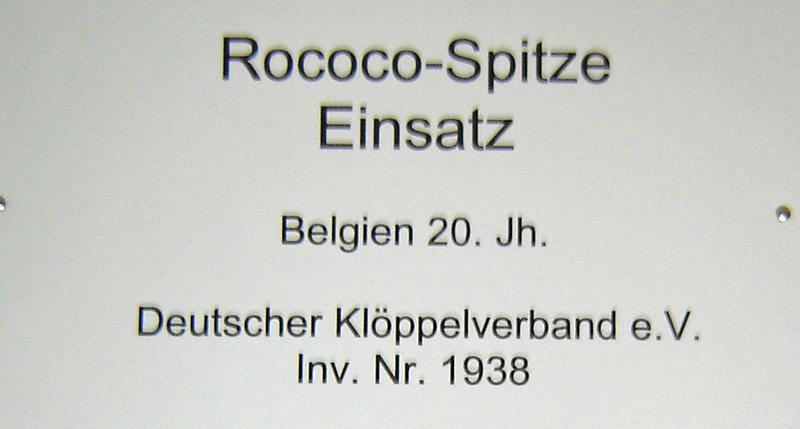 Rococo-Spitze
Einsatz
Belgien 20. Jh.
Deutscher Klöppelverband e.V.
Inv. Nr. 1938